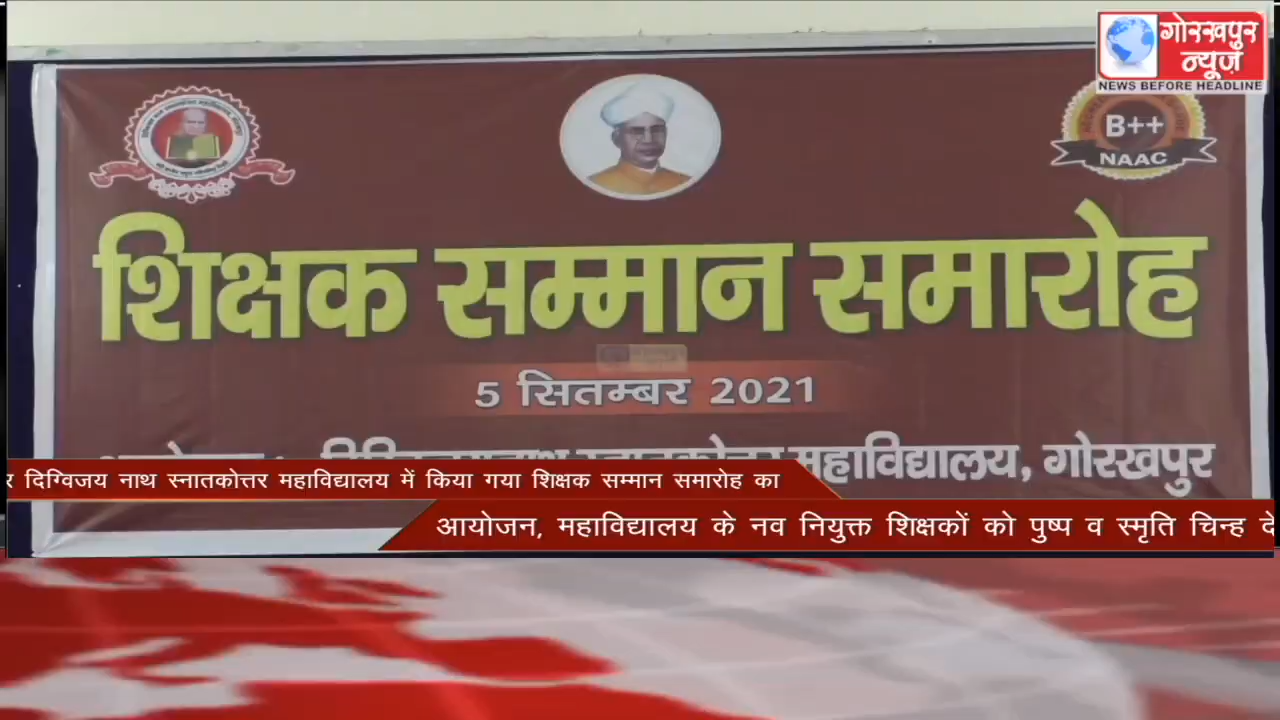 गोरखपुर
न्यूज़
NEWS BEFORE HEADLINE
B++
NAAC
शिक्षक सम्मान समारोह
5 सितम्बर 2021
महाविद्यालय, गोरखपुर
र दिग्विजय नाथ स्नातकोत्तर महाविद्यालय में किया गया शिक्षक सम्मान समारोह का
आयोजन, महाविद्यालय के नव नियुक्त शिक्षकों को पुष्प व स्मृति चिन्ह दे